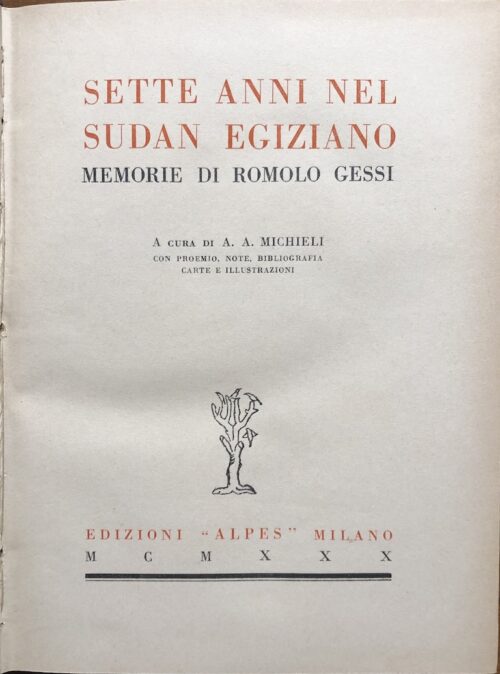 SETTE ANNI NEL
SUDAN EGIZIANO
MEMORIE DI ROMOLO GESSI
A CURA DI A. A. MICHIELI
CON PROEMIO, NOTE, BIBLIOGRAFIA
CARTE E ILLUSTRAZIONI
EDIZIONI "ALPES" MILANO
M C M X X X